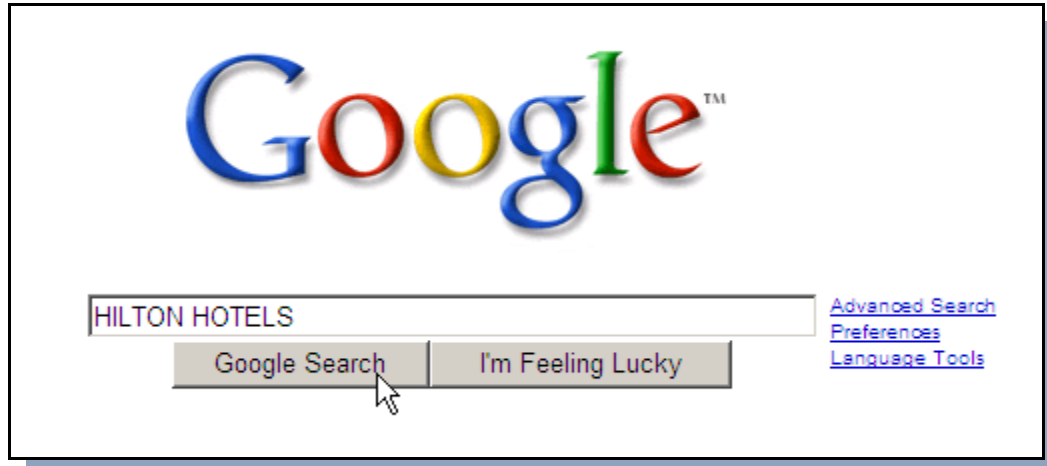 Google™
HILTON HOTELS
Advanced Search
Preferences
Language Tools
Google Search
I'm Feeling Lucky